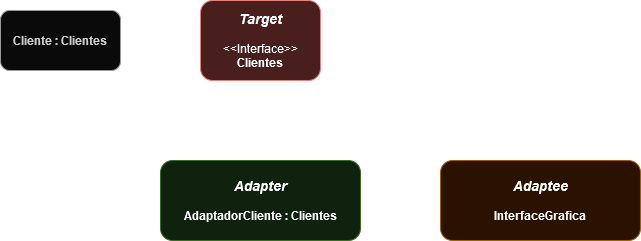 Cliente : Clientes
Target
<<Interface>>
Clientes
Adapter
AdaptadorCliente : Clientes
Adaptee
InterfaceGrafica